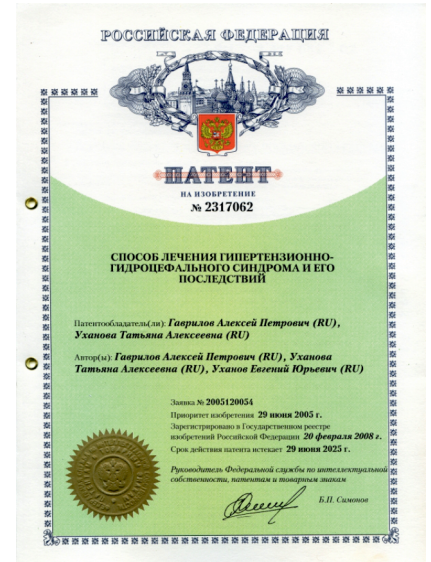 РОССИЙСКАЯ ФЕДЕРАЦИЯ
ПАТЕНТ
НА ИЗОБРЕТЕНИЕ
№ 2317062
СПОСОБ ЛЕЧЕНИЯ ГИПЕРТЕНЗИОННО-
ГИДРОЦЕФАЛЬНОГО СИНДРОМА И ЕГО
ПОСЛЕДСТВИЙ
Патентообладатель(ли): Гаврилов Алексей Петрович (RU),
Уханова Татьяна Алексеевна (RU)
Автор(ы): Гаврилов Алексей Петрович (RU), Уханова
Татьяна Алексеевна (RU), Уханов Евгений Юрьевич (RU)
Заявка № 2005120054
Приоритет изобретения 29 июня 2005 г.
Зарегистрировано в Государственном реестре
изобретений Российской Федерации 20 февраля 2008 г.
Срок действия патента истекает 29 июня 2025 г.
Руководитель Федеральной службы по интеллектуальной
собственности, патентам и товарным знакам
Б.П. Симонов